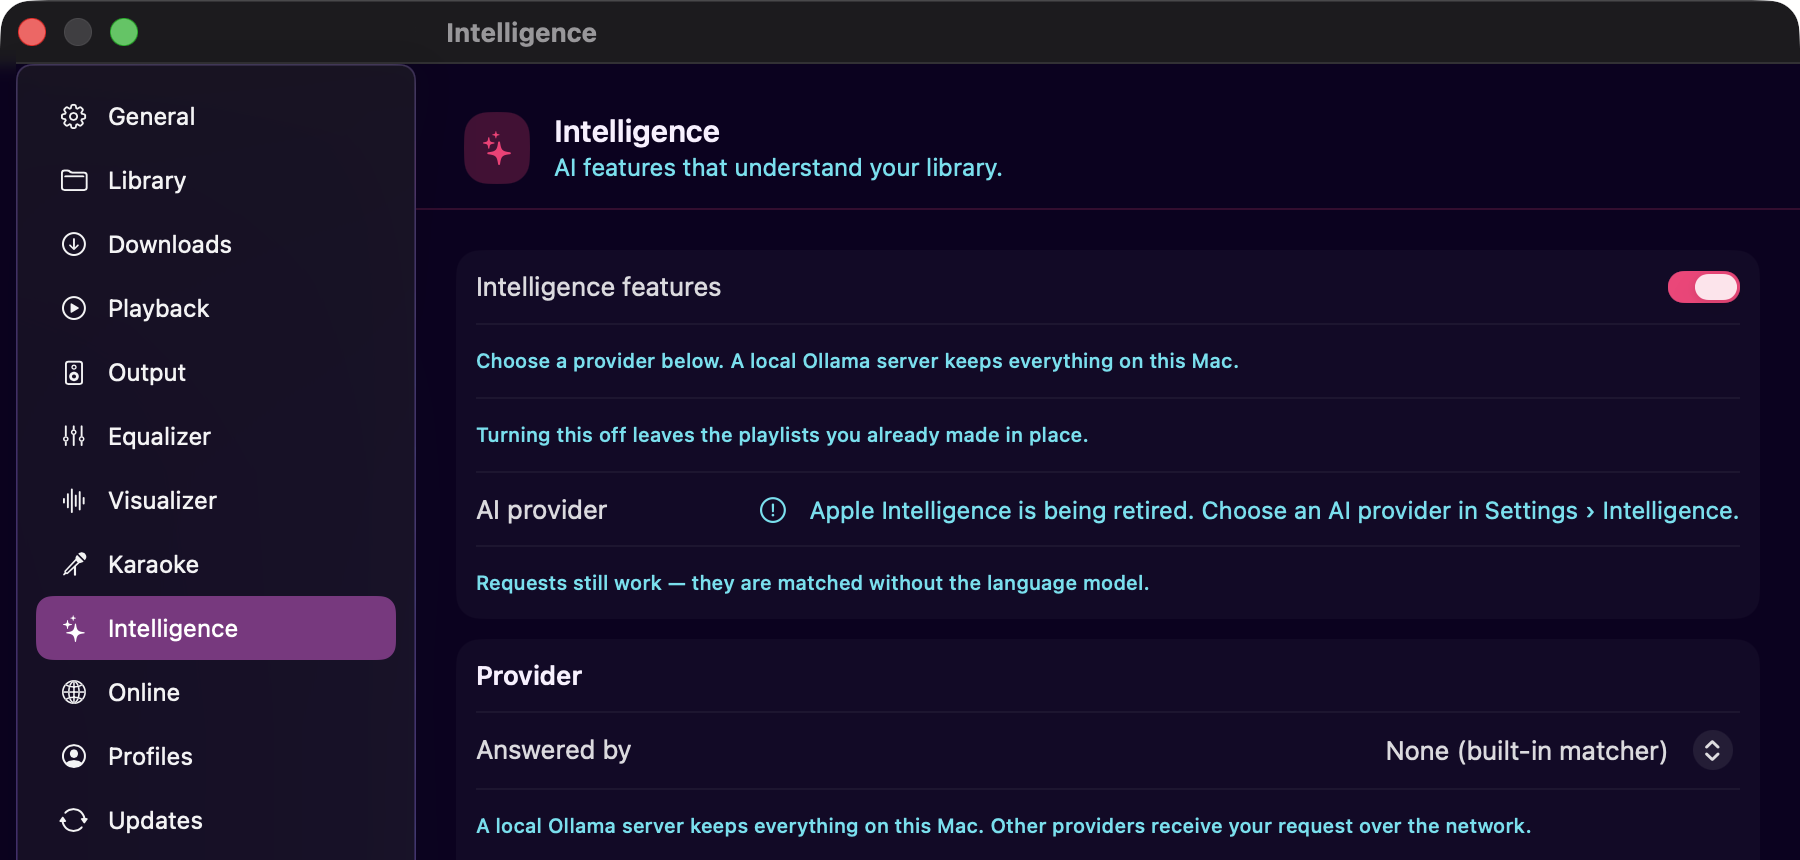 Intelligence
General
Library
Downloads
Playback
Output
Equalizer
Visualizer
Karaoke
Intelligence
Online
Profiles
Updates
Intelligence
AI features that understand your library.
Intelligence features
Choose a provider below. A local Ollama server keeps everything on this Mac.
Turning this off leaves the playlists you already made in place.
AI provider Apple Intelligence is being retired. Choose an AI provider in Settings › Intelligence.
Requests still work — they are matched without the language model.
Provider
Answered by None (built-in matcher)
A local Ollama server keeps everything on this Mac. Other providers receive your request over the network.